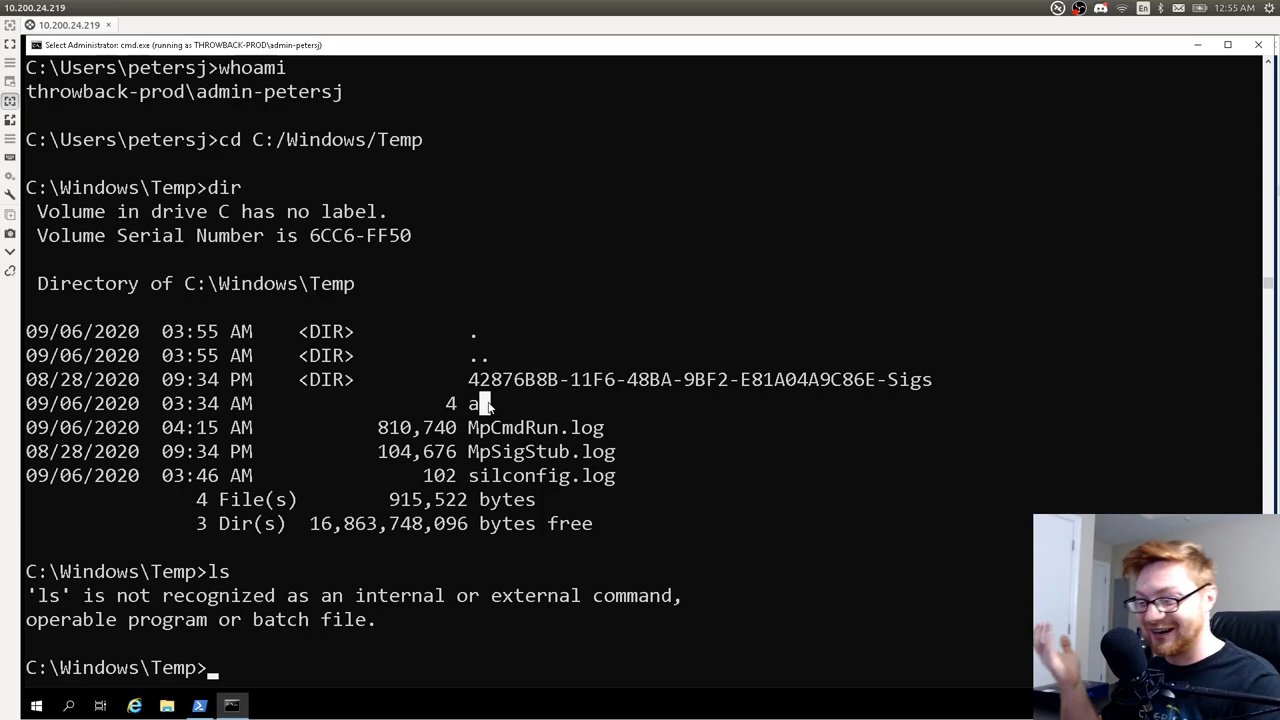 10.200.24.219
En
12:55 AM
10.200.24.219 ×
Select Administrator: cmd.exe (running as THROWBACK-PROD\admin-petersj)
C:\Users\petersj>whoami
throwback-prod\admin-petersj
C:\Users\petersj>cd C:/Windows/Temp
C:\Windows\Temp>dir
Volume in drive C has no label.
Volume Serial Number is 6CC6-FF50
Directory of C:\Windows\Temp
09/06/2020 03:55 AM <DIR> .
09/06/2020 03:55 AM <DIR> ..
08/28/2020 09:34 PM <DIR> 42876B8B-11F6-48BA-9BF2-E81A04A9C86E-Sigs
09/06/2020 03:34 AM 4 a
09/06/2020 04:15 AM 810,740 MpCmdRun.log
08/28/2020 09:34 PM 104,676 MpSigStub.log
09/06/2020 03:46 AM 102 silconfig.log
4 File(s) 915,522 bytes
3 Dir(s) 16,863,748,096 bytes free
C:\Windows\Temp>ls
'ls' is not recognized as an internal or external command,
operable program or batch file.
C:\Windows\Temp>